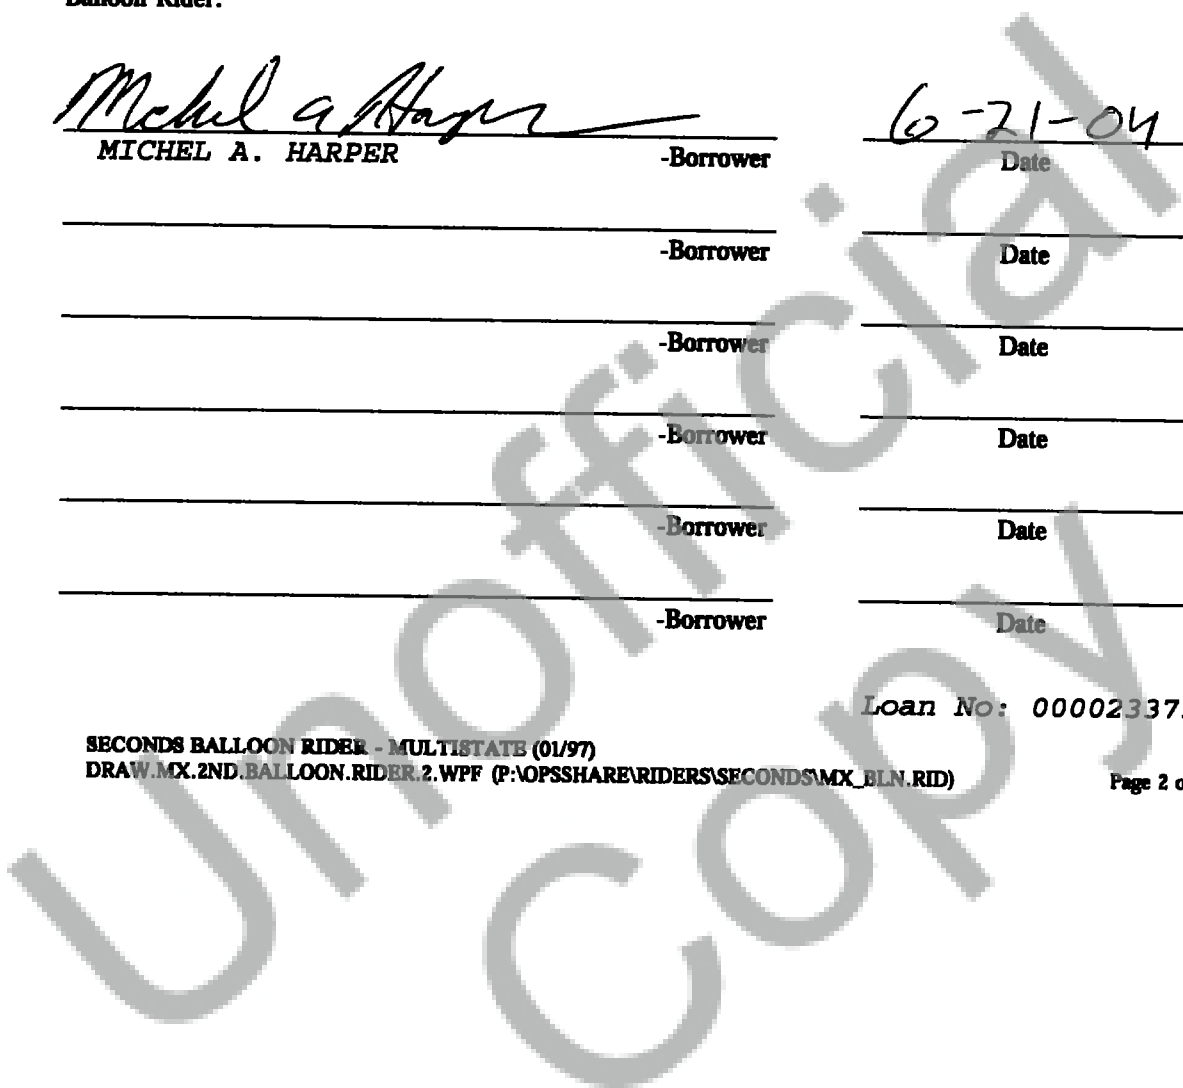 Balloon Rider.
Michel A Harper 6-21-04
MICHEL A. HARPER -Borrower Date
-Borrower Date
-Borrower Date
-Borrower Date
-Borrower Date
-Borrower Date
Loan No: 00002337
SECONDS BALLOON RIDER - MULTISTATE (01/97)
DRAW.MX.2ND.BALLOON.RIDER.2.WPF (P:\OPSSHARE\RIDERS\SECONDS\MX_BLN.RID) Page 2 o
Unofficial
Copy